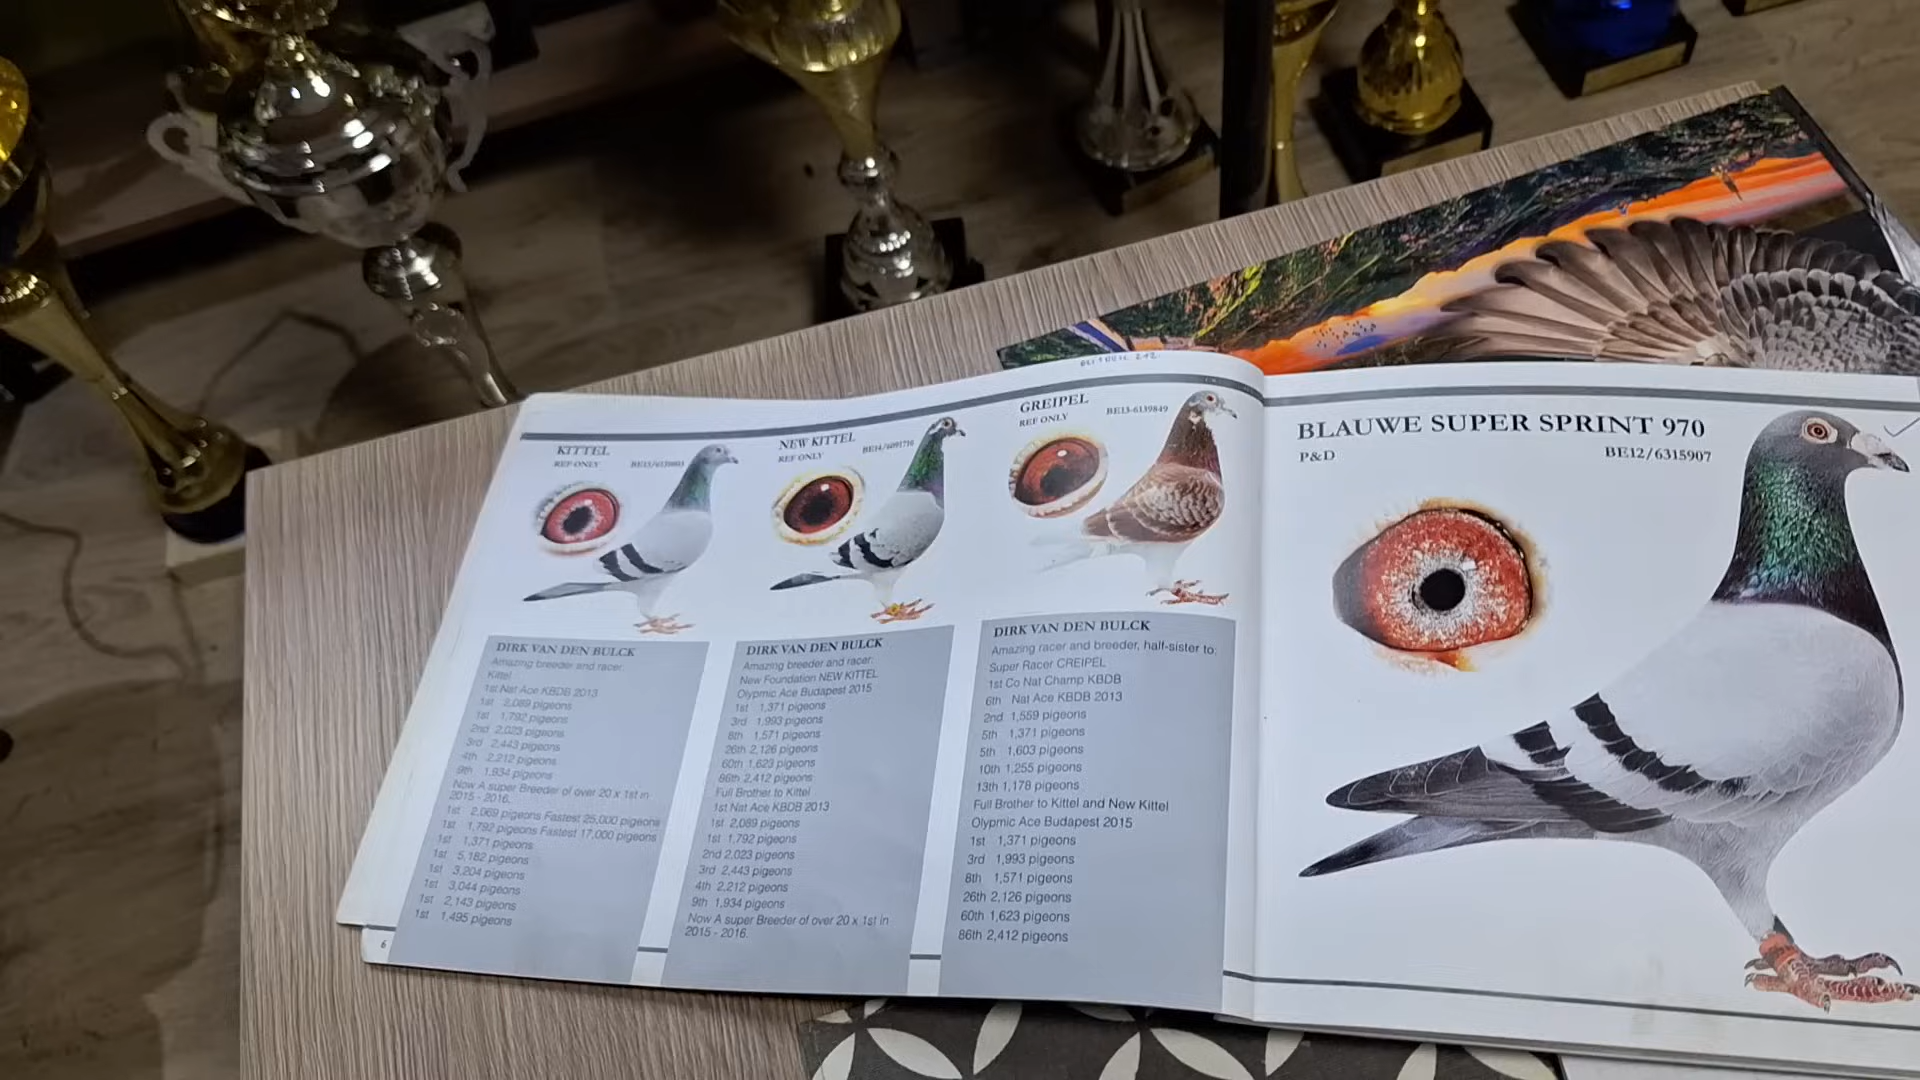 KITTEL
REF ONLY
DIRK VAN DEN BULCK
Amazing breeder and racer:
Kittel
1st Nat Ace KBDB 2013
1st 2,089 pigeons
1st 1,792 pigeons
2nd 2,023 pigeons
3rd 2,443 pigeons
4th 2,212 pigeons
9th 1,934 pigeons
Now A super Breeder of over 20 x 1st in
2015 - 2016.
1st 2,069 pigeons Fastest 25,000 pigeons
1st 1,792 pigeons Fastest 17,000 pigeons
1st 1,371 pigeons
1st 5,182 pigeons
1st 3,204 pigeons
1st 3,044 pigeons
1st 2,143 pigeons
1st 1,495 pigeons
6
NEW KITTEL
REF ONLY
BE14/6091710
DIRK VAN DEN BULCK
Amazing breeder and racer:
New Foundation NEW KITTEL
Olypmic Ace Budapest 2015
1st 1,371 pigeons
3rd 1,993 pigeons
8th 1,571 pigeons
26th 2,126 pigeons
60th 1,623 pigeons
86th 2,412 pigeons
Full Brother to Kittel
1st Nat Ace KBDB 2013
1st 2,089 pigeons
1st 1,792 pigeons
2nd 2,023 pigeons
3rd 2,443 pigeons
4th 2,212 pigeons
9th 1,934 pigeons
Now A super Breeder of over 20 x 1st in
2015 - 2016.
GREIPEL
REF ONLY
BE13-6139849
DIRK VAN DEN BULCK
Amazing racer and breeder, half-sister to:
Super Racer CREIPEL
1st Co Nat Champ KBDB
6th Nat Ace KBDB 2013
2nd 1,559 pigeons
5th 1,371 pigeons
5th 1,603 pigeons
10th 1,255 pigeons
13th 1,178 pigeons
Full Brother to Kittel and New Kittel
Olypmic Ace Budapest 2015
1st 1,371 pigeons
3rd 1,993 pigeons
8th 1,571 pigeons
26th 2,126 pigeons
60th 1,623 pigeons
86th 2,412 pigeons
BLAUWE SUPER SPRINT 970
P&D
BE12/6315907